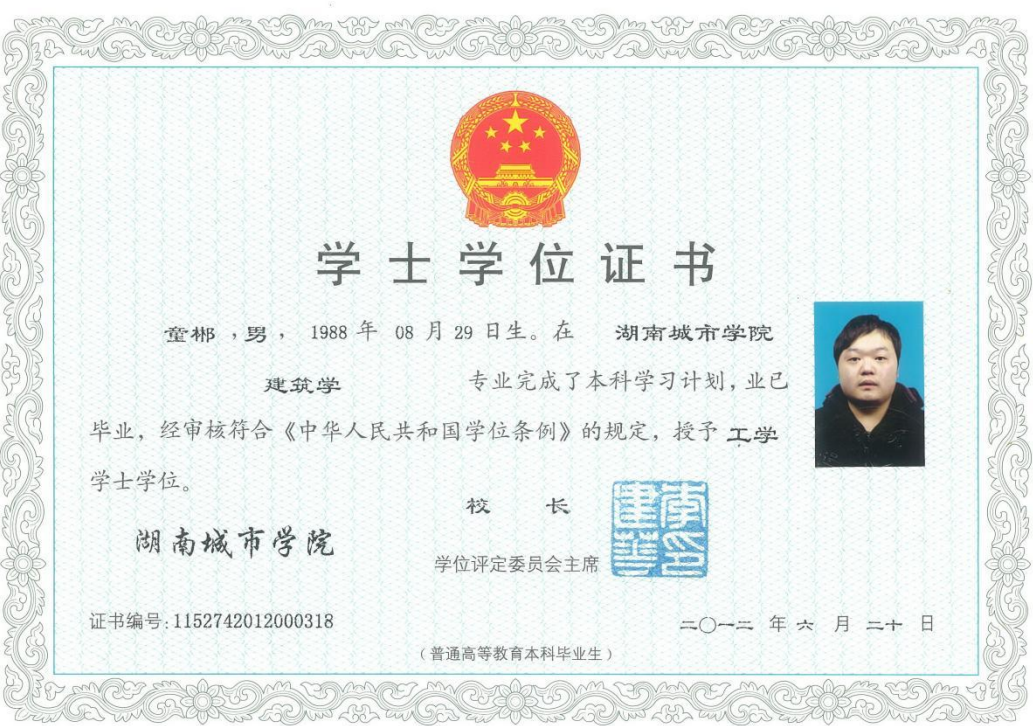 学士学位证书
童郴，男，1988年08月29日生。在 湖南城市学院
建筑学 专业完成了本科学习计划，业已
毕业，经审核符合《中华人民共和国学位条例》的规定，授予 工学
学士学位。
校 长
湖南城市学院
学位评定委员会主席
李建华印
证书编号:1152742012000318
二〇一二 年 六 月 二十 日
（普通高等教育本科毕业生）